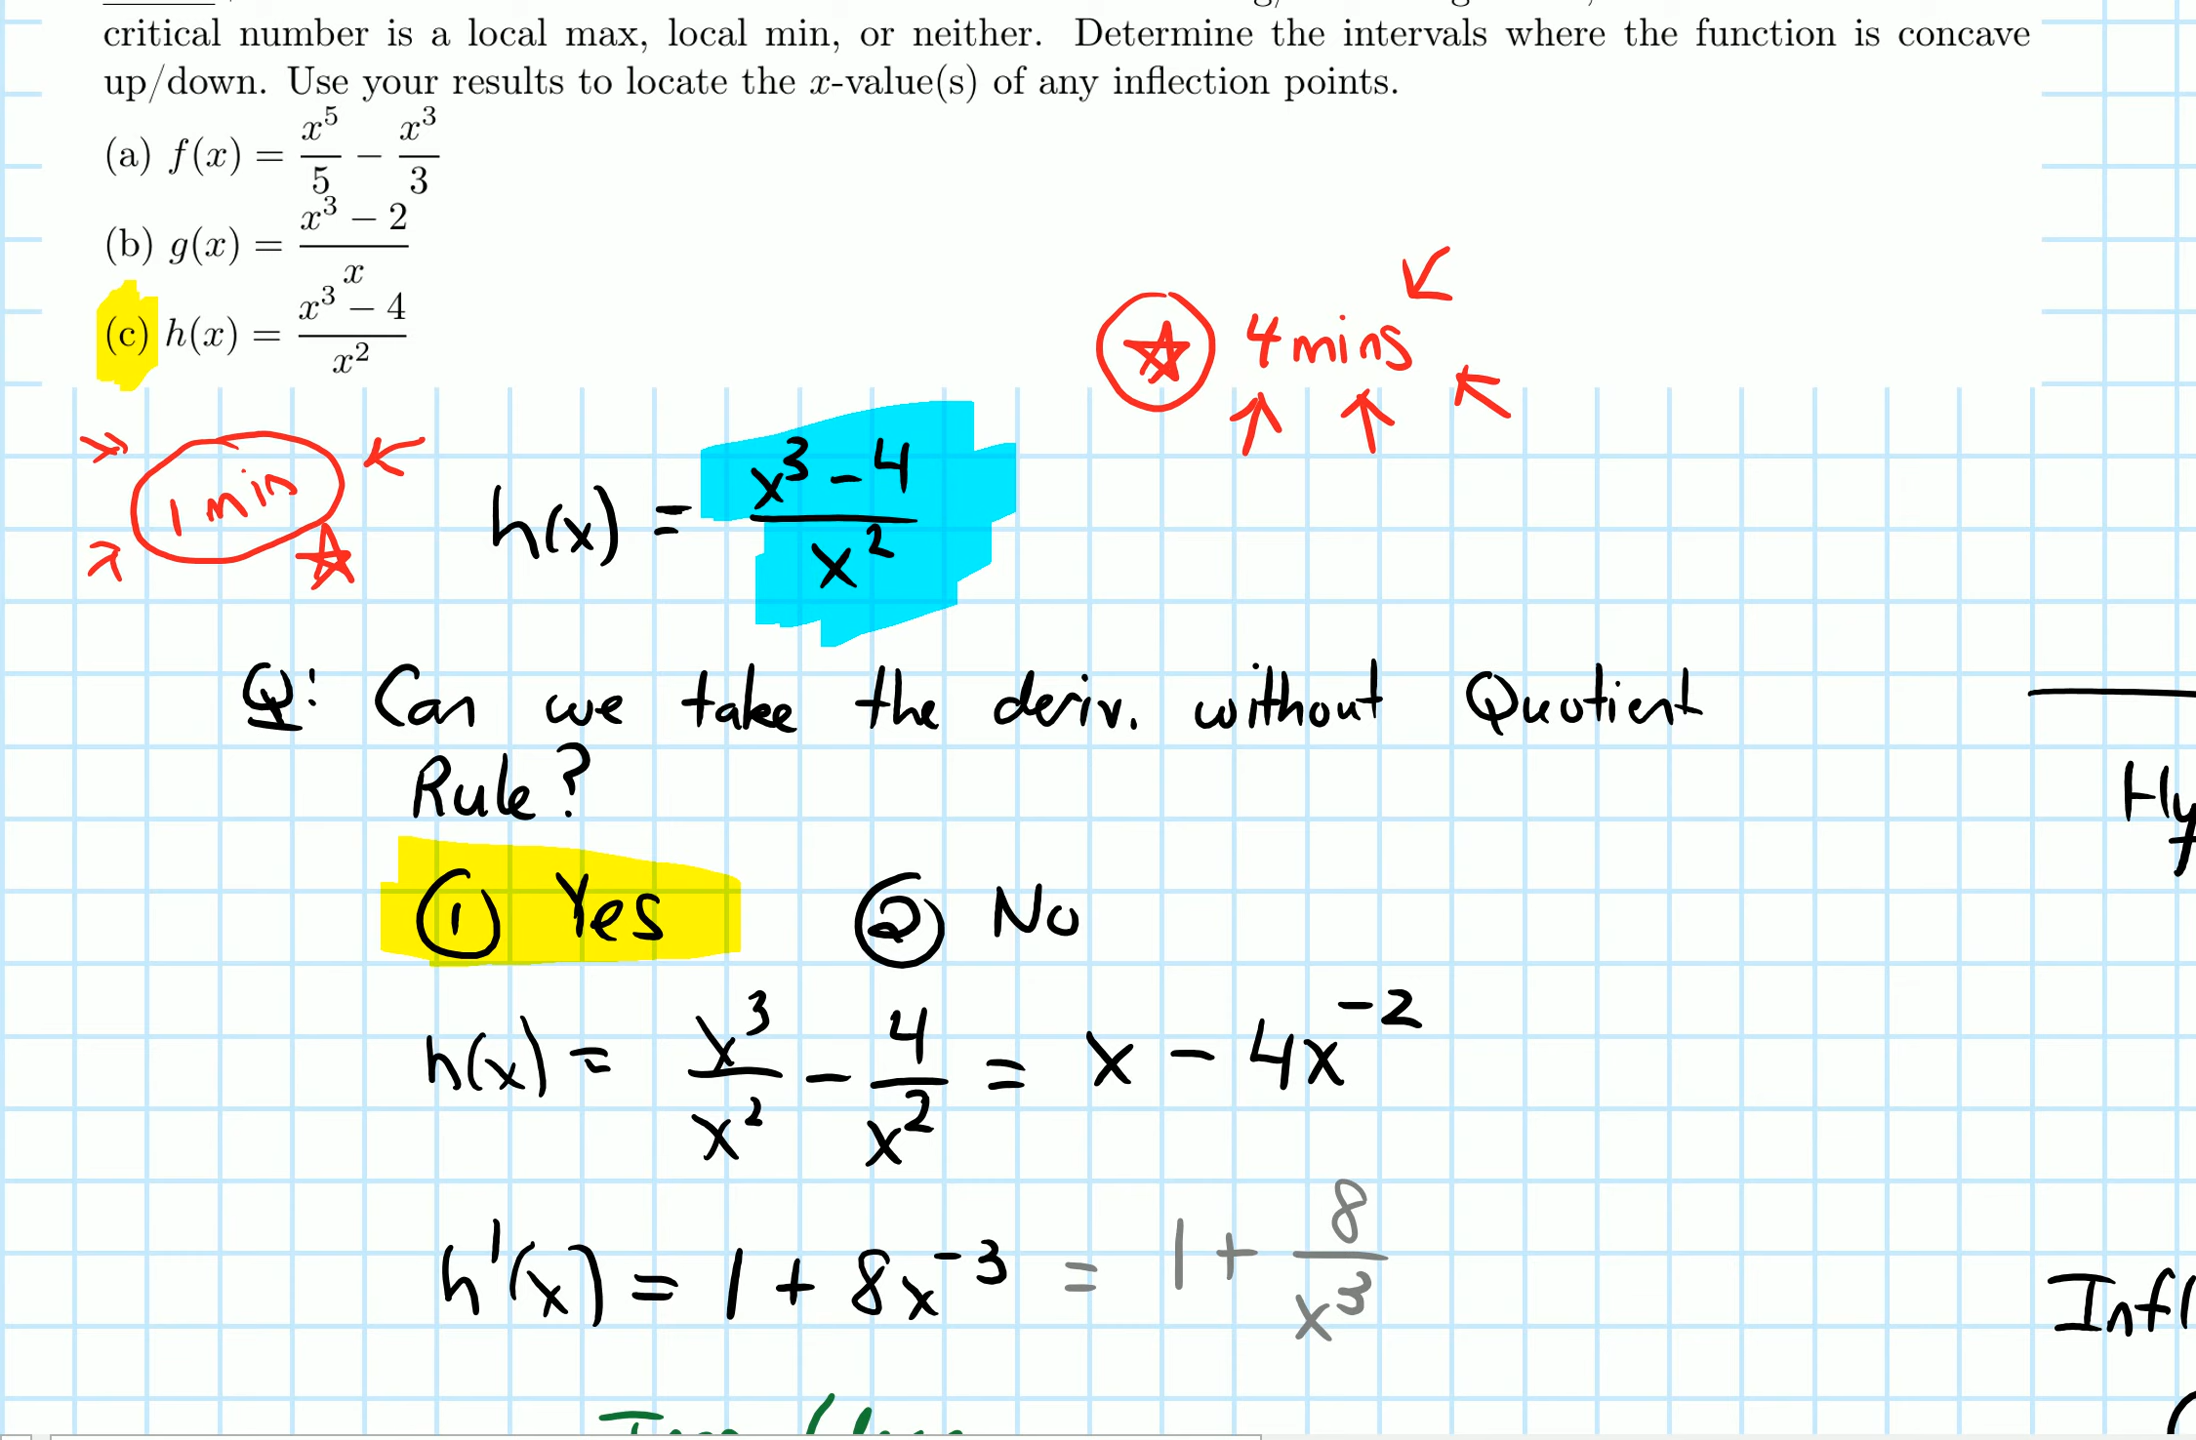 critical number is a local max, local min, or neither. Determine the intervals where the function is concave
up/down. Use your results to locate the x-value(s) of any inflection points.
(a) f(x) = x^5/5 − x^3/3
(b) g(x) = (x^3 − 2)/x
(c) h(x) = (x^3 − 4)/x^2
4 mins
1 min
h(x) = (x^3 − 4)/x^2
Q: Can we take the deriv. without Quotient
Rule?
① Yes ② No
h(x) = x^3/x^2 − 4/x^2 = x − 4x^-2
h'(x) = 1 + 8x^-3 = 1 + 8/x^3